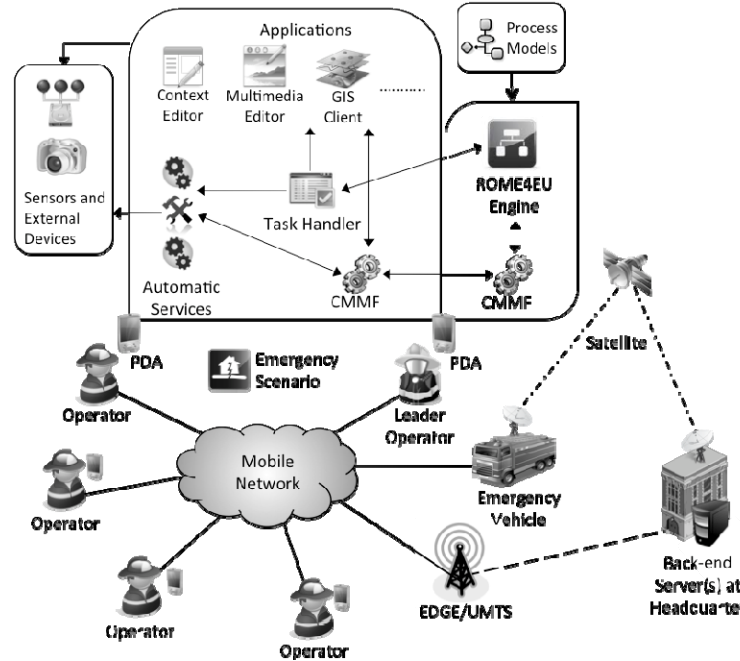 Applications
Process
Models
Context
Editor
Multimedia
Editor
GIS
Client
Sensors and
External
Devices
Task Handler
ROME4EU
Engine
Automatic
Services
CMMF
CMMF
PDA
Emergency
Scenario
PDA
Satellite
Operator
Leader
Operator
Mobile
Network
Operator
Emergency
Vehicle
Back-end
Server(s) at
Headquarte
EDGE/UMTS
Operator
Operator